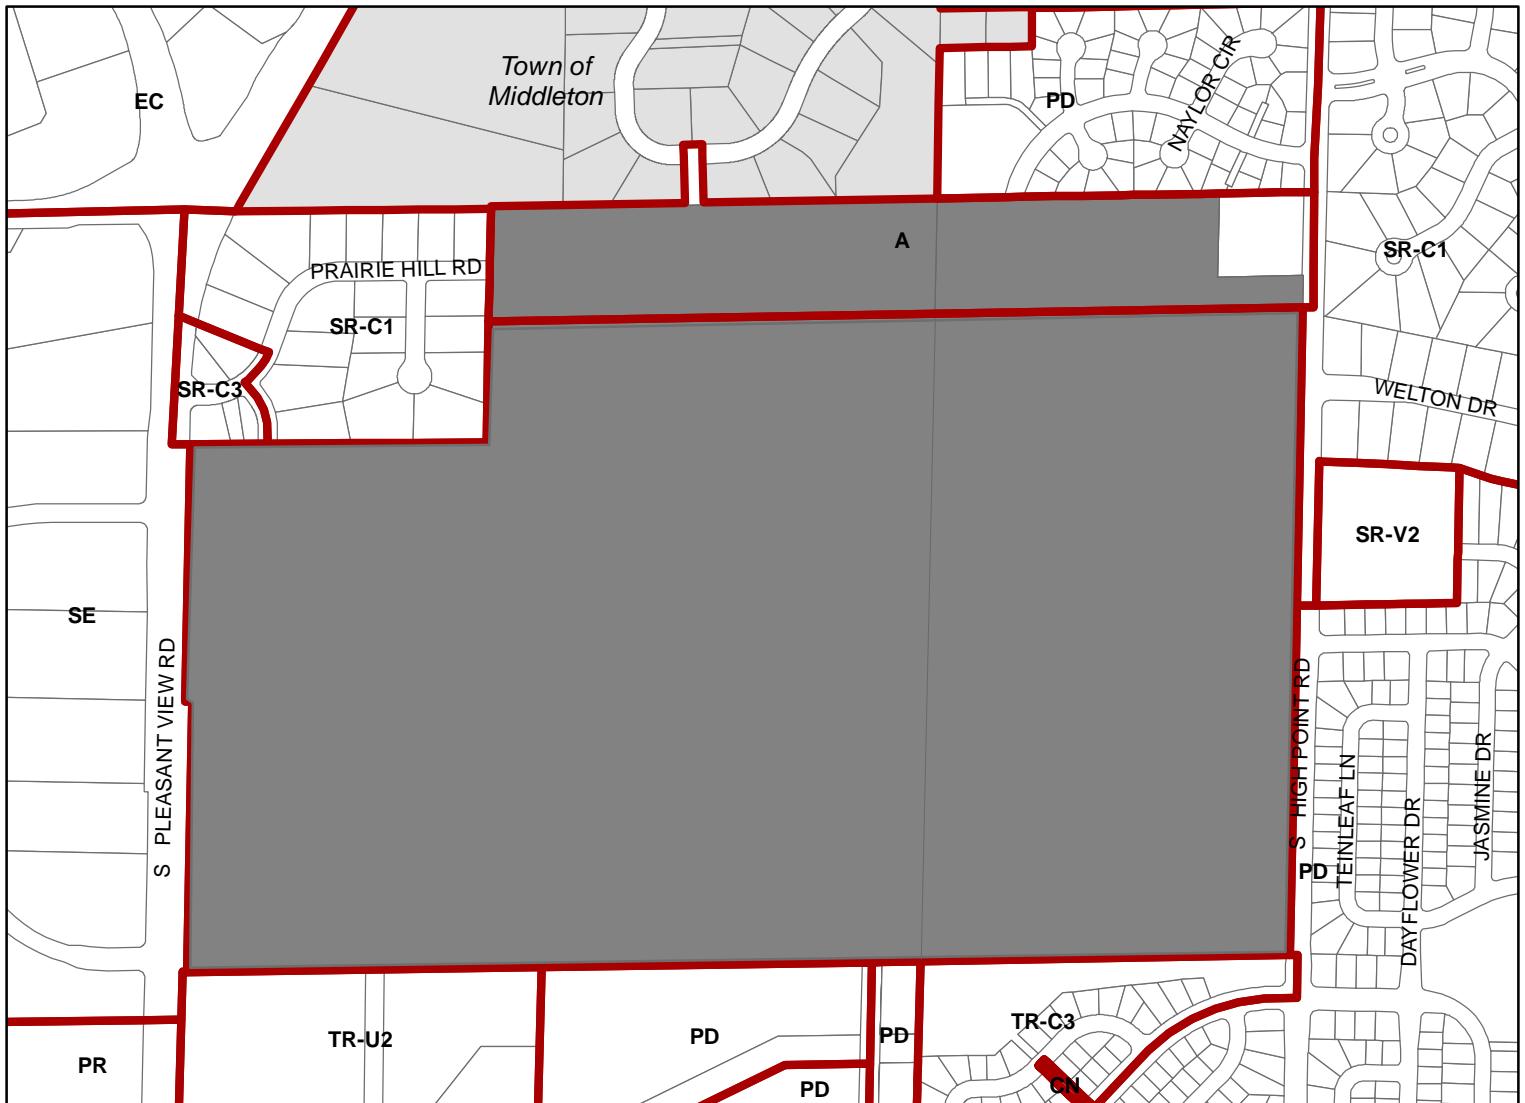 Town of
Middleton
EC
PD
NAYLOR CIR
A
SR-C1
PRAIRIE HILL RD
SR-C1
SR-C3
WELTON DR
SR-V2
SE
S PLEASANT VIEW RD
S HIGH POINT RD
TEINLEAF LN
DAYFLOWER DR
JASMINE DR
PD
TR-C3
TR-U2
PD
PD
PR
PD
CN